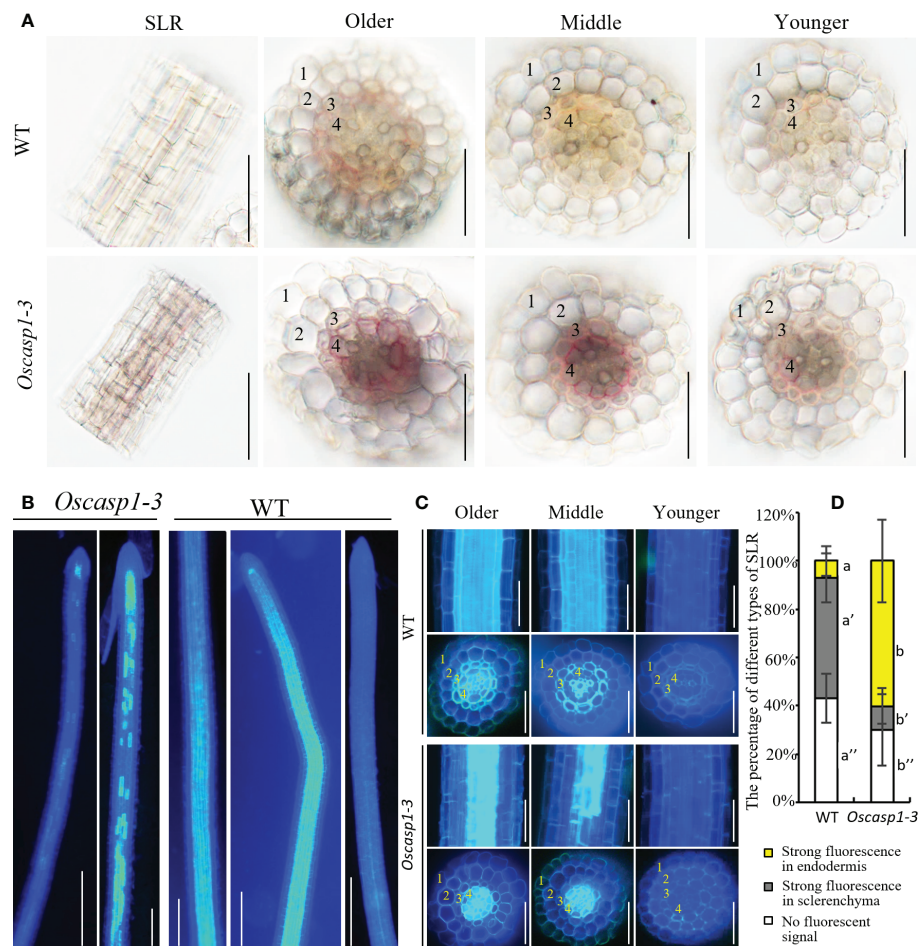 A
SLR
Older
Middle
Younger
WT
1
2
3
4
1
2
3
4
1
2
3
4
Oscasp1-3
1
2
3
4
1
2
3
4
1
2
3
4
B
Oscasp1-3
WT
C
Older
Middle
Younger
WT
1
2
3
4
1
2
3
4
1
2
3
4
Oscasp1-3
1
2
3
4
1
2
3
4
1
2
3
4
D
The percentage of different types of SLR
120%
100%
80%
60%
40%
20%
0%
a
a′
a′′
b
b′
b′′
WT
Oscasp1-3
Strong fluorescence
in endodermis
Strong fluorescence
in sclerenchyma
No fluorescent
signal